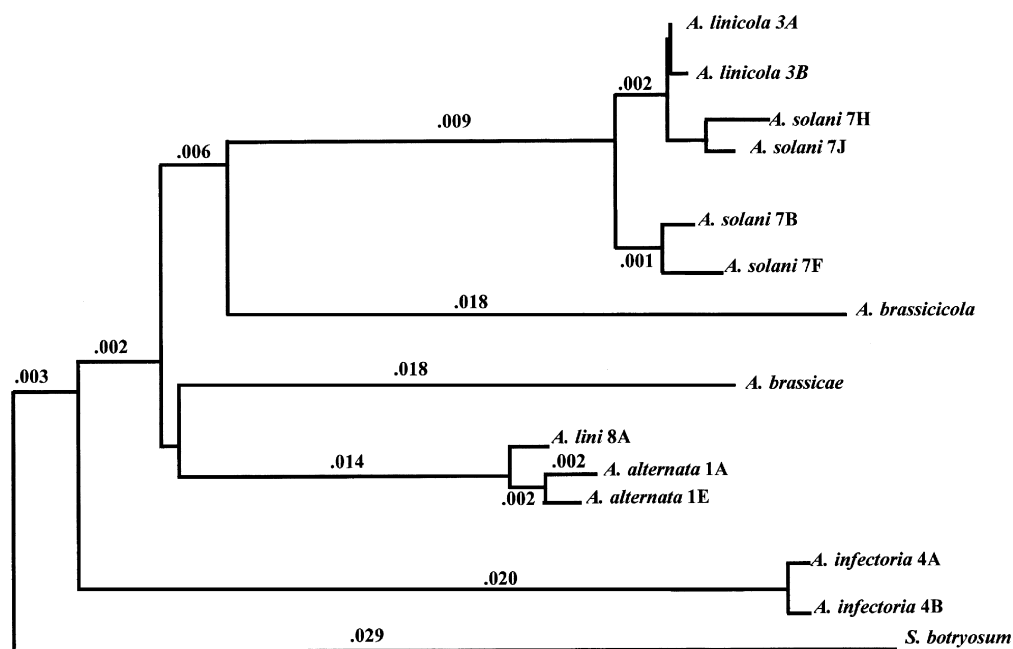 A. linicola 3A
A. linicola 3B
.002
A. solani 7H
.009
A. solani 7J
.006
A. solani 7B
.001
A. solani 7F
.018
A. brassicicola
.002
.003
.018
A. brassicae
A. lini 8A
.014
.002
A. alternata 1A
.002
A. alternata 1E
A. infectoria 4A
.020
A. infectoria 4B
.029
S. botryosum